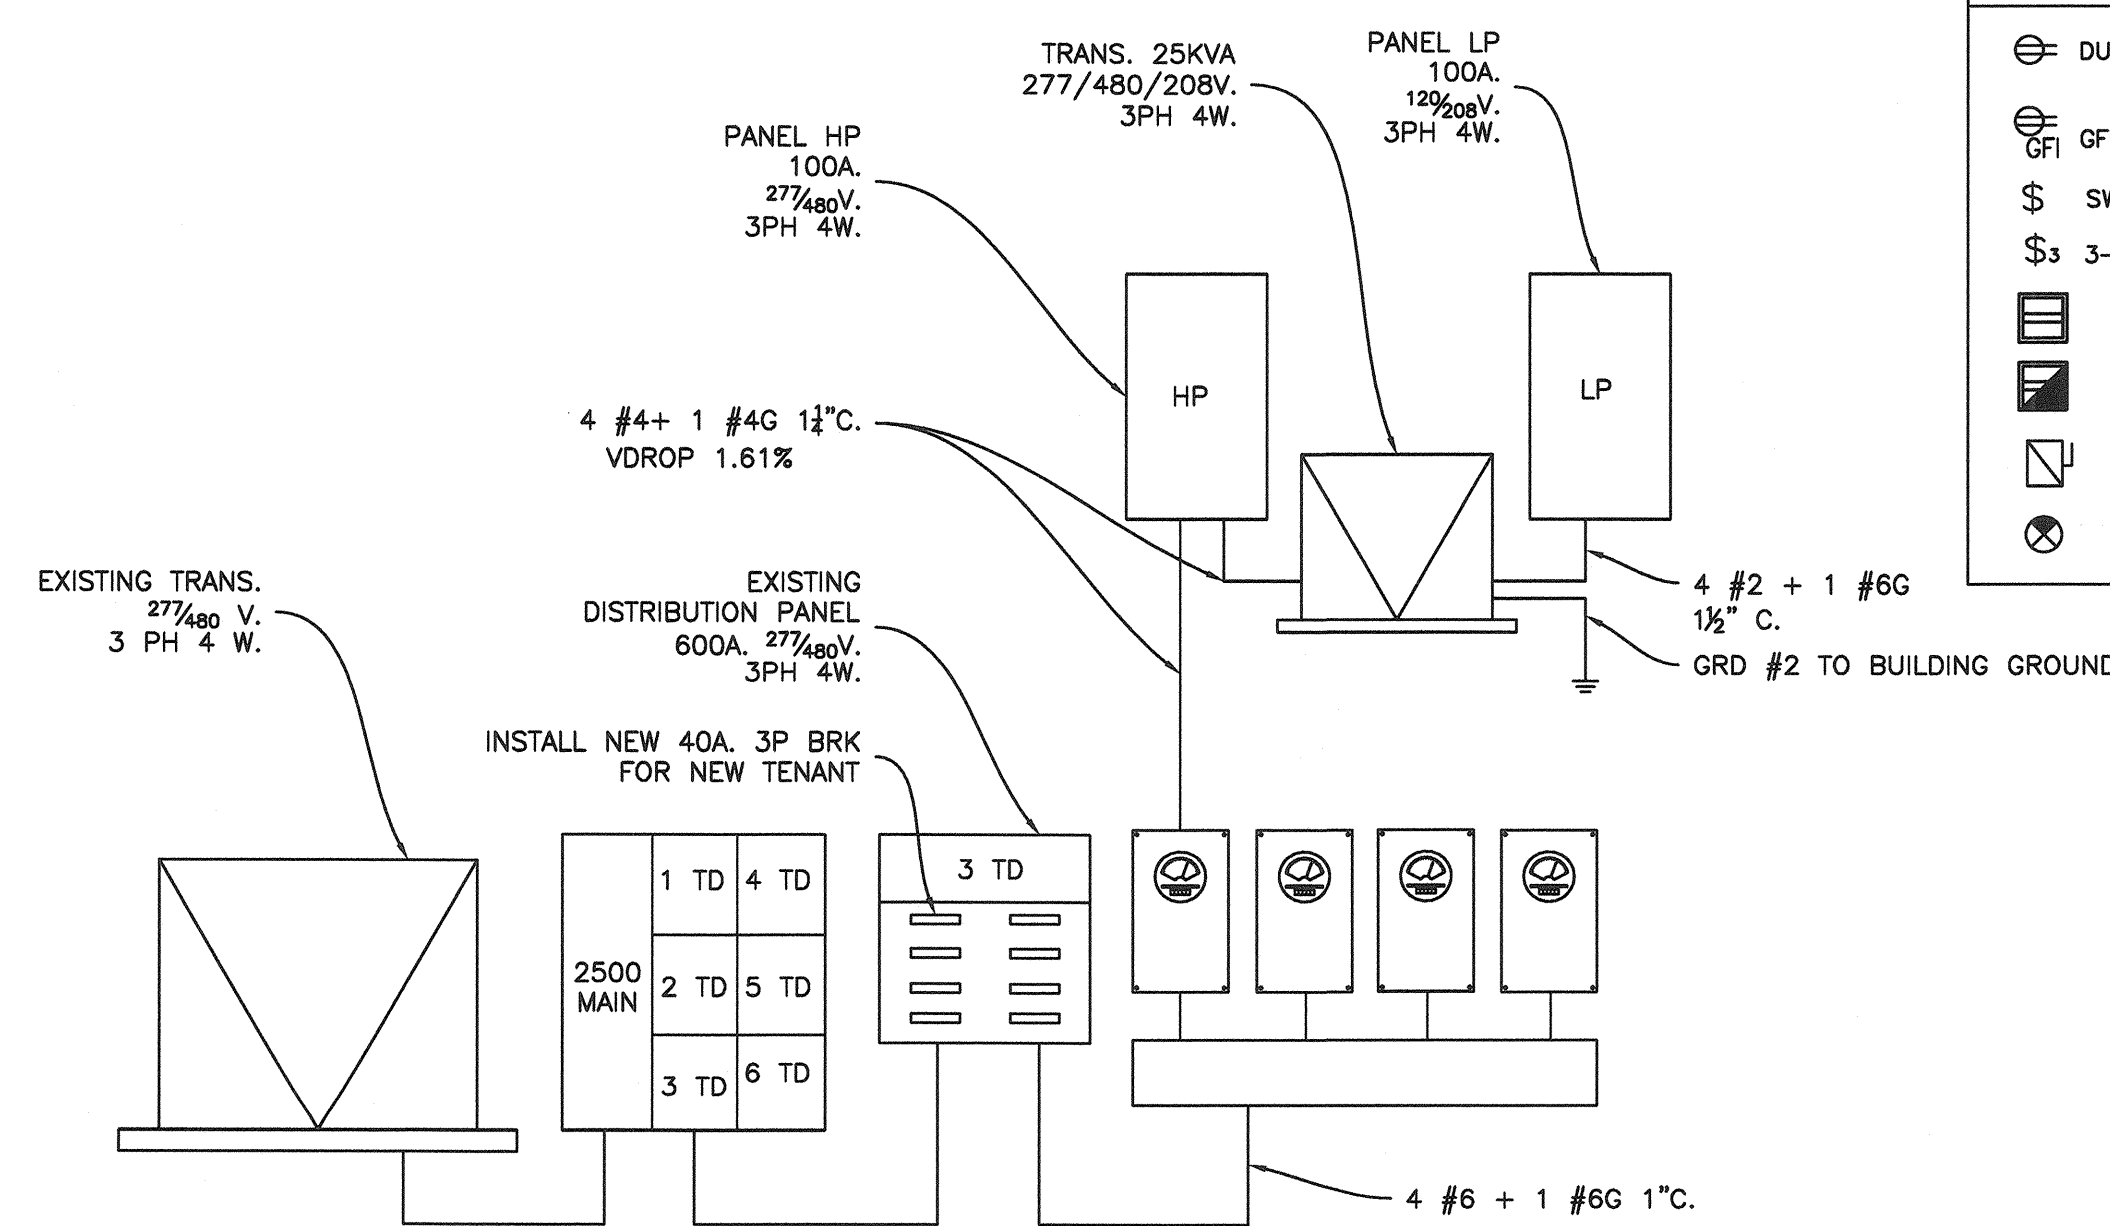 TRANS. 25KVA
277/480/208V.
3PH 4W.
PANEL LP
100A.
120/208V.
3PH 4W.
PANEL HP
100A.
277/480V.
3PH 4W.
DU
GFI GF
$ SW
$3 3-
HP
LP
4 #4+ 1 #4G 1¼"C.
VDROP 1.61%
EXISTING TRANS.
277/480 V.
3 PH 4 W.
EXISTING
DISTRIBUTION PANEL
600A. 277/480V.
3PH 4W.
4 #2 + 1 #6G
1½" C.
GRD #2 TO BUILDING GROUND
INSTALL NEW 40A. 3P BRK
FOR NEW TENANT
2500
MAIN
1 TD
4 TD
2 TD
5 TD
3 TD
6 TD
3 TD
4 #6 + 1 #6G 1"C.